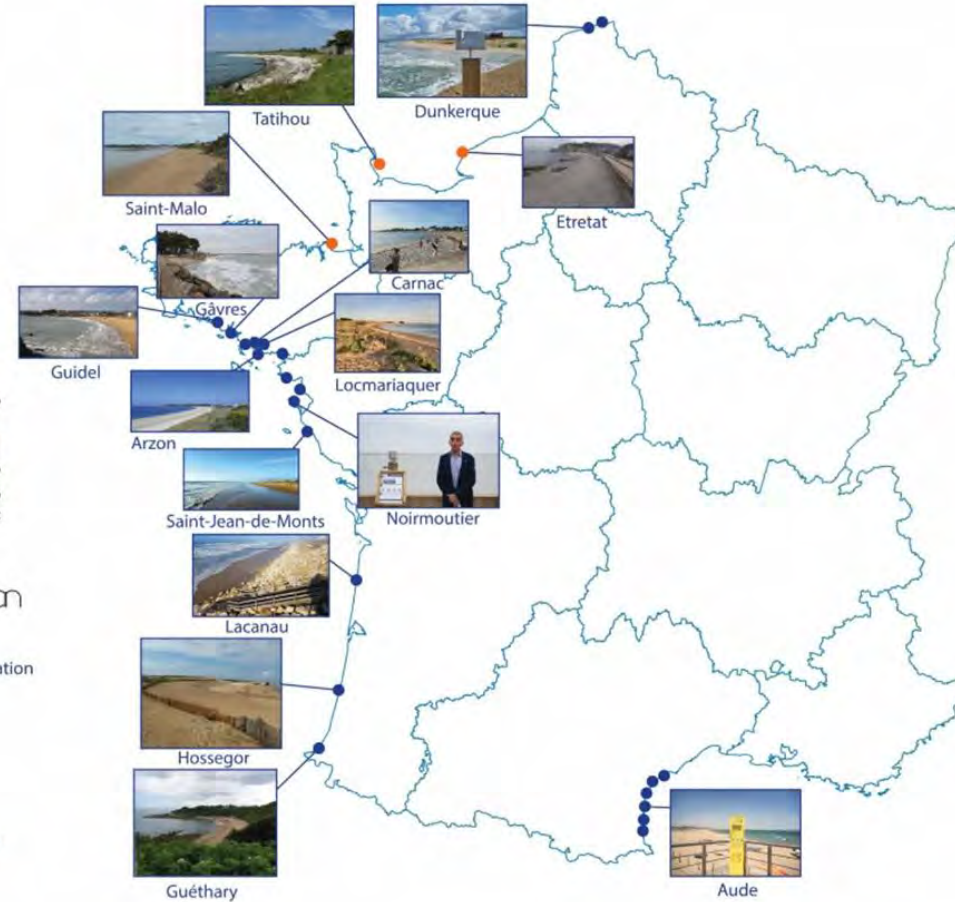 Tatihou
Dunkerque
Saint-Malo
Etretat
Gâvres
Carnac
Guidel
Locmariaquer
Arzon
Saint-Jean-de-Monts
Noirmoutier
Lacanau
Hossegor
Guéthary
Aude